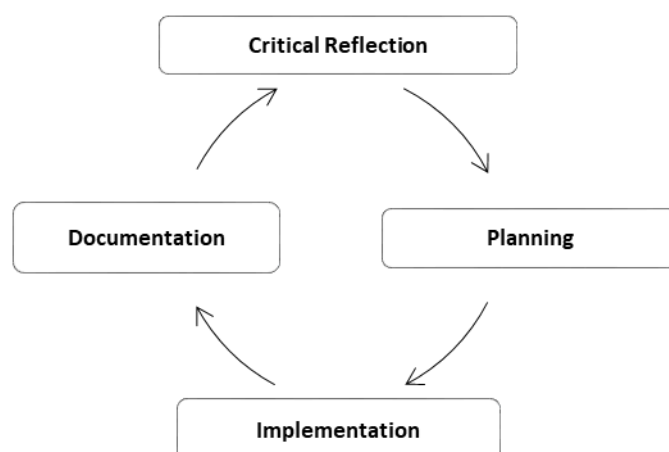 Critical Reflection
Documentation
Planning
Implementation